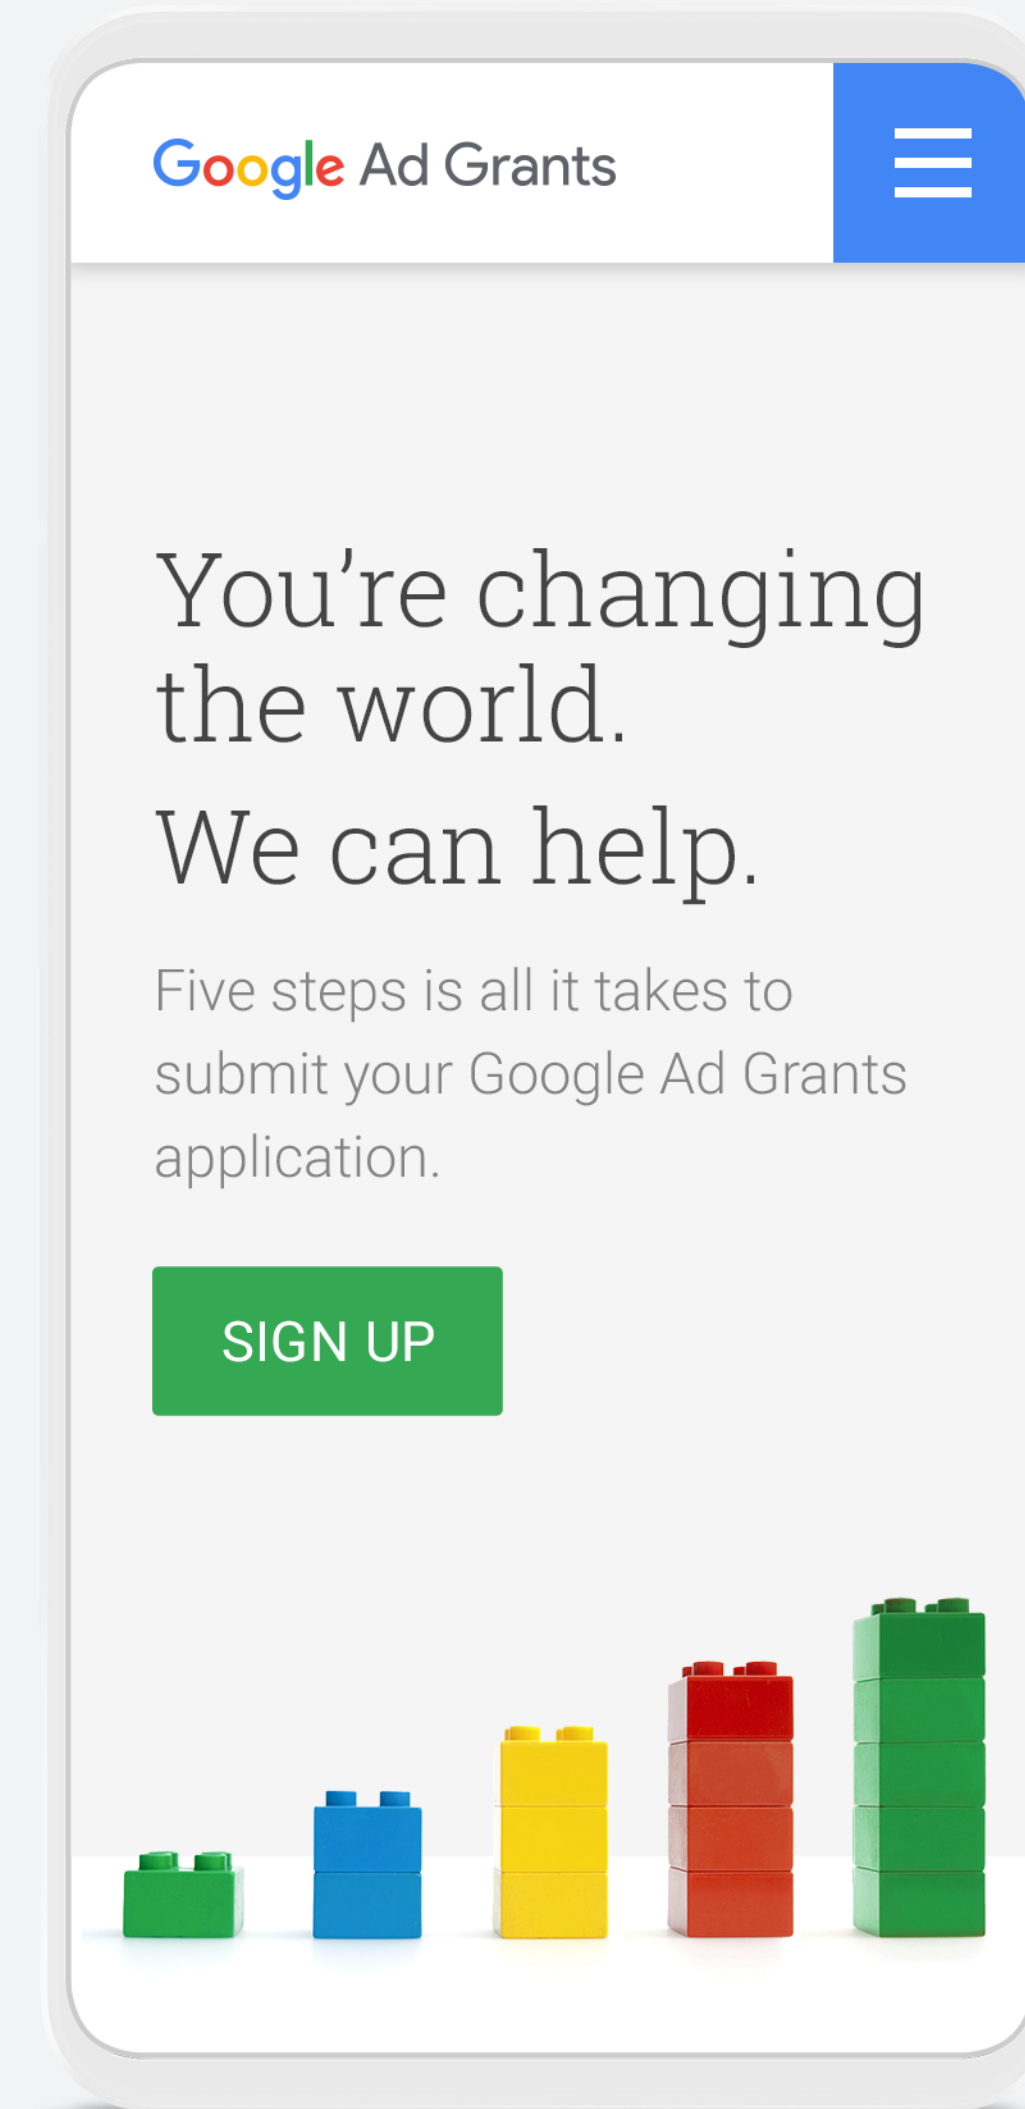 Google Ad Grants
You’re changing
the world.
We can help.
Five steps is all it takes to
submit your Google Ad Grants
application.
SIGN UP